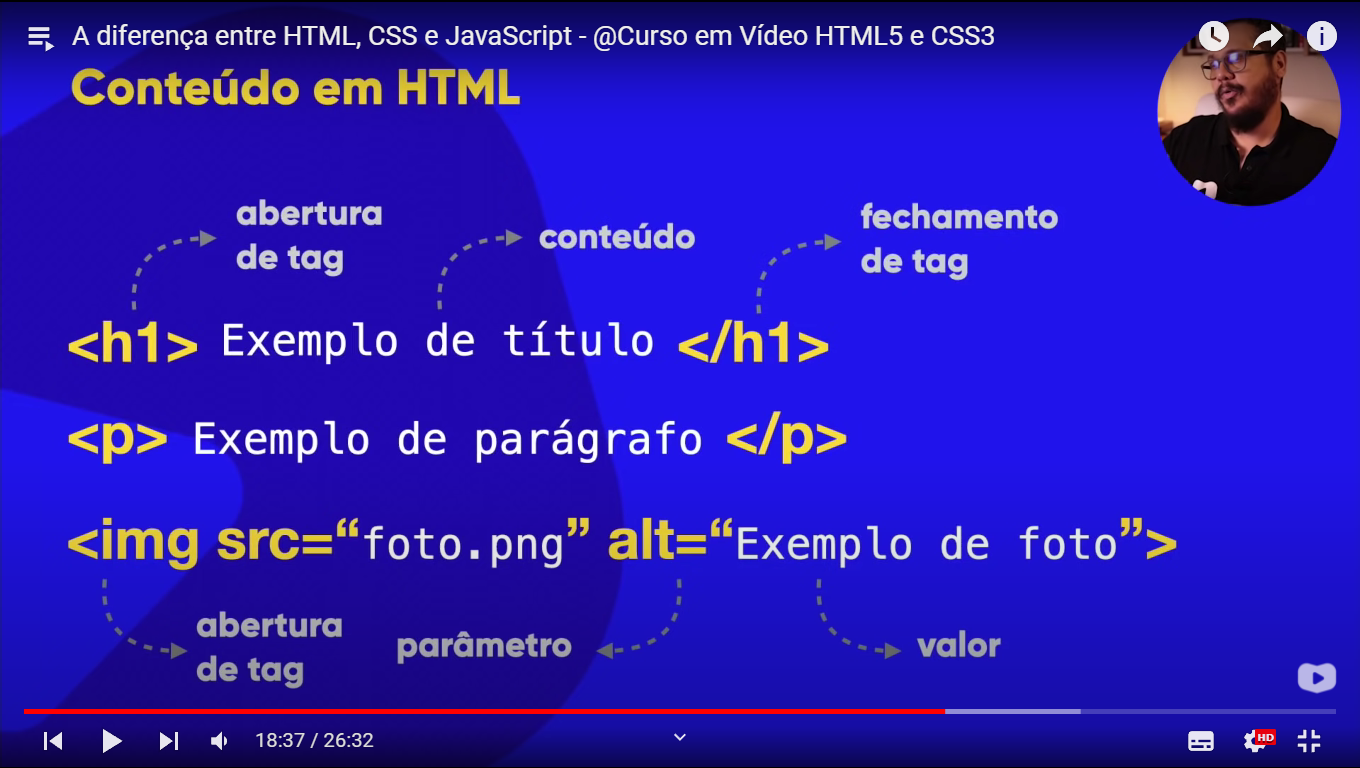 A diferença entre HTML, CSS e JavaScript - @Curso em Vídeo HTML5 e CSS3
Conteúdo em HTML
abertura
de tag
conteúdo
fechamento
de tag
<h1> Exemplo de título </h1>
<p> Exemplo de parágrafo </p>
<img src=“foto.png” alt=“Exemplo de foto”>
abertura
de tag
parâmetro
valor
18:37 / 26:32
HD